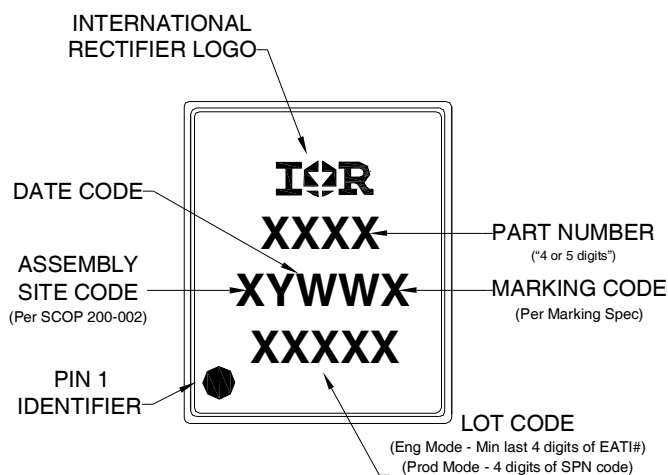 INTERNATIONAL
RECTIFIER LOGO
IOR
DATE CODE
XXXX
PART NUMBER
(“4 or 5 digits”)
ASSEMBLY
SITE CODE
(Per SCOP 200-002)
XYWWX
MARKING CODE
(Per Marking Spec)
XXXXX
PIN 1
IDENTIFIER
LOT CODE
(Eng Mode - Min last 4 digits of EATI#)
(Prod Mode - 4 digits of SPN code)